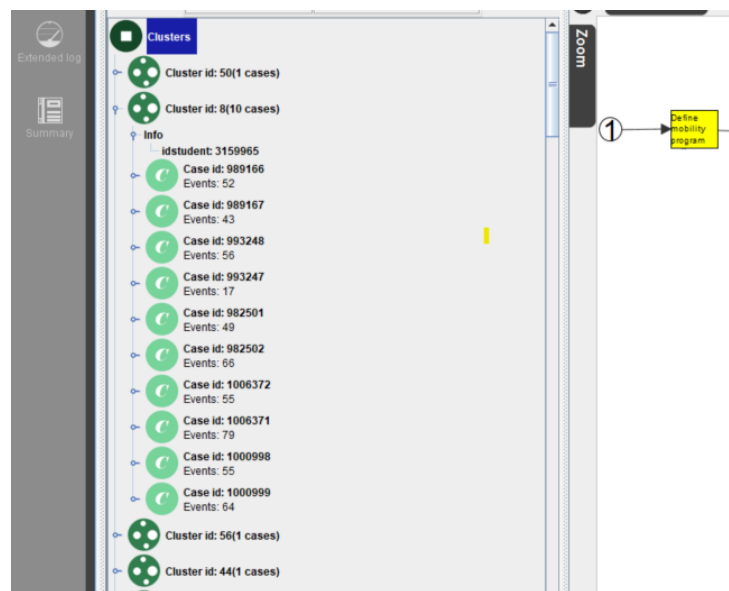 Extended log
Summary
Clusters
Cluster id: 50(1 cases)
Cluster id: 8(10 cases)
Info
idstudent: 3159965
Case id: 989166
Events: 52
Case id: 989167
Events: 43
Case id: 993248
Events: 56
Case id: 993247
Events: 17
Case id: 982501
Events: 49
Case id: 982502
Events: 66
Case id: 1006372
Events: 55
Case id: 1006371
Events: 79
Case id: 1000998
Events: 55
Case id: 1000999
Events: 64
Cluster id: 56(1 cases)
Cluster id: 44(1 cases)
Zoom
1
Define
mobility
program